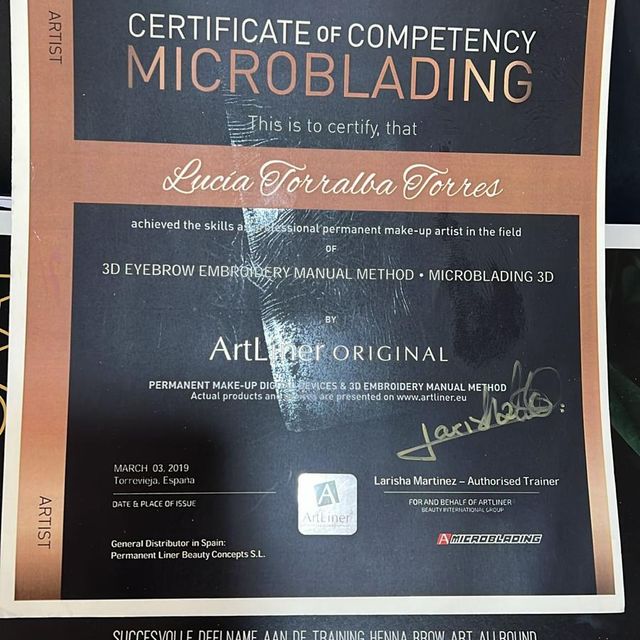 ARTIST
CERTIFICATE OF COMPETENCY
MICROBLADING
This is to certify, that
Lucía Torralba Torres
achieved the skills as professional permanent make-up artist in the field
OF
3D EYEBROW EMBROIDERY MANUAL METHOD • MICROBLADING 3D
BY
ArtLiner ORIGINAL
PERMANENT MAKE-UP DIGITAL DEVICES & 3D EMBROIDERY MANUAL METHOD
Actual products and devices are presented on www.artliner.eu
MARCH 03, 2019
Torrevieja, Espana
DATE & PLACE OF ISSUE
ArtLiner
Larisha Martinez – Authorised Trainer
FOR AND BEHALF OF ARTLINER
BEAUTY INTERNATIONAL GROUP
General Distributor in Spain:
Permanent Liner Beauty Concepts S.L.
MICROBLADING
ARTIST
SUCCESVOLLE DEELNAME AAN DE TRAINING HENNA BROW ART ALLROUND